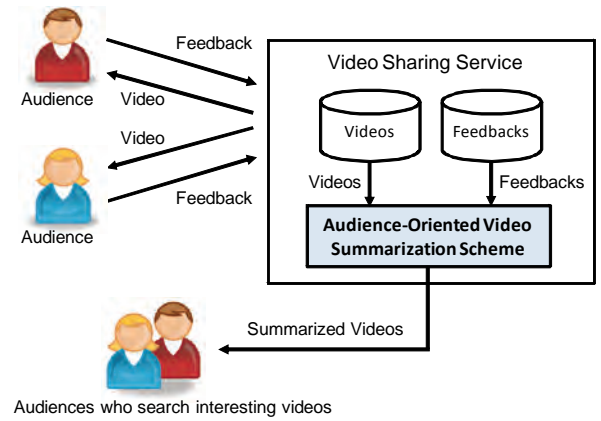 Feedback
Audience
Video
Video
Audience
Feedback
Video Sharing Service
Videos
Feedbacks
Videos
Feedbacks
Audience-Oriented Video
Summarization Scheme
Summarized Videos
Audiences who search interesting videos